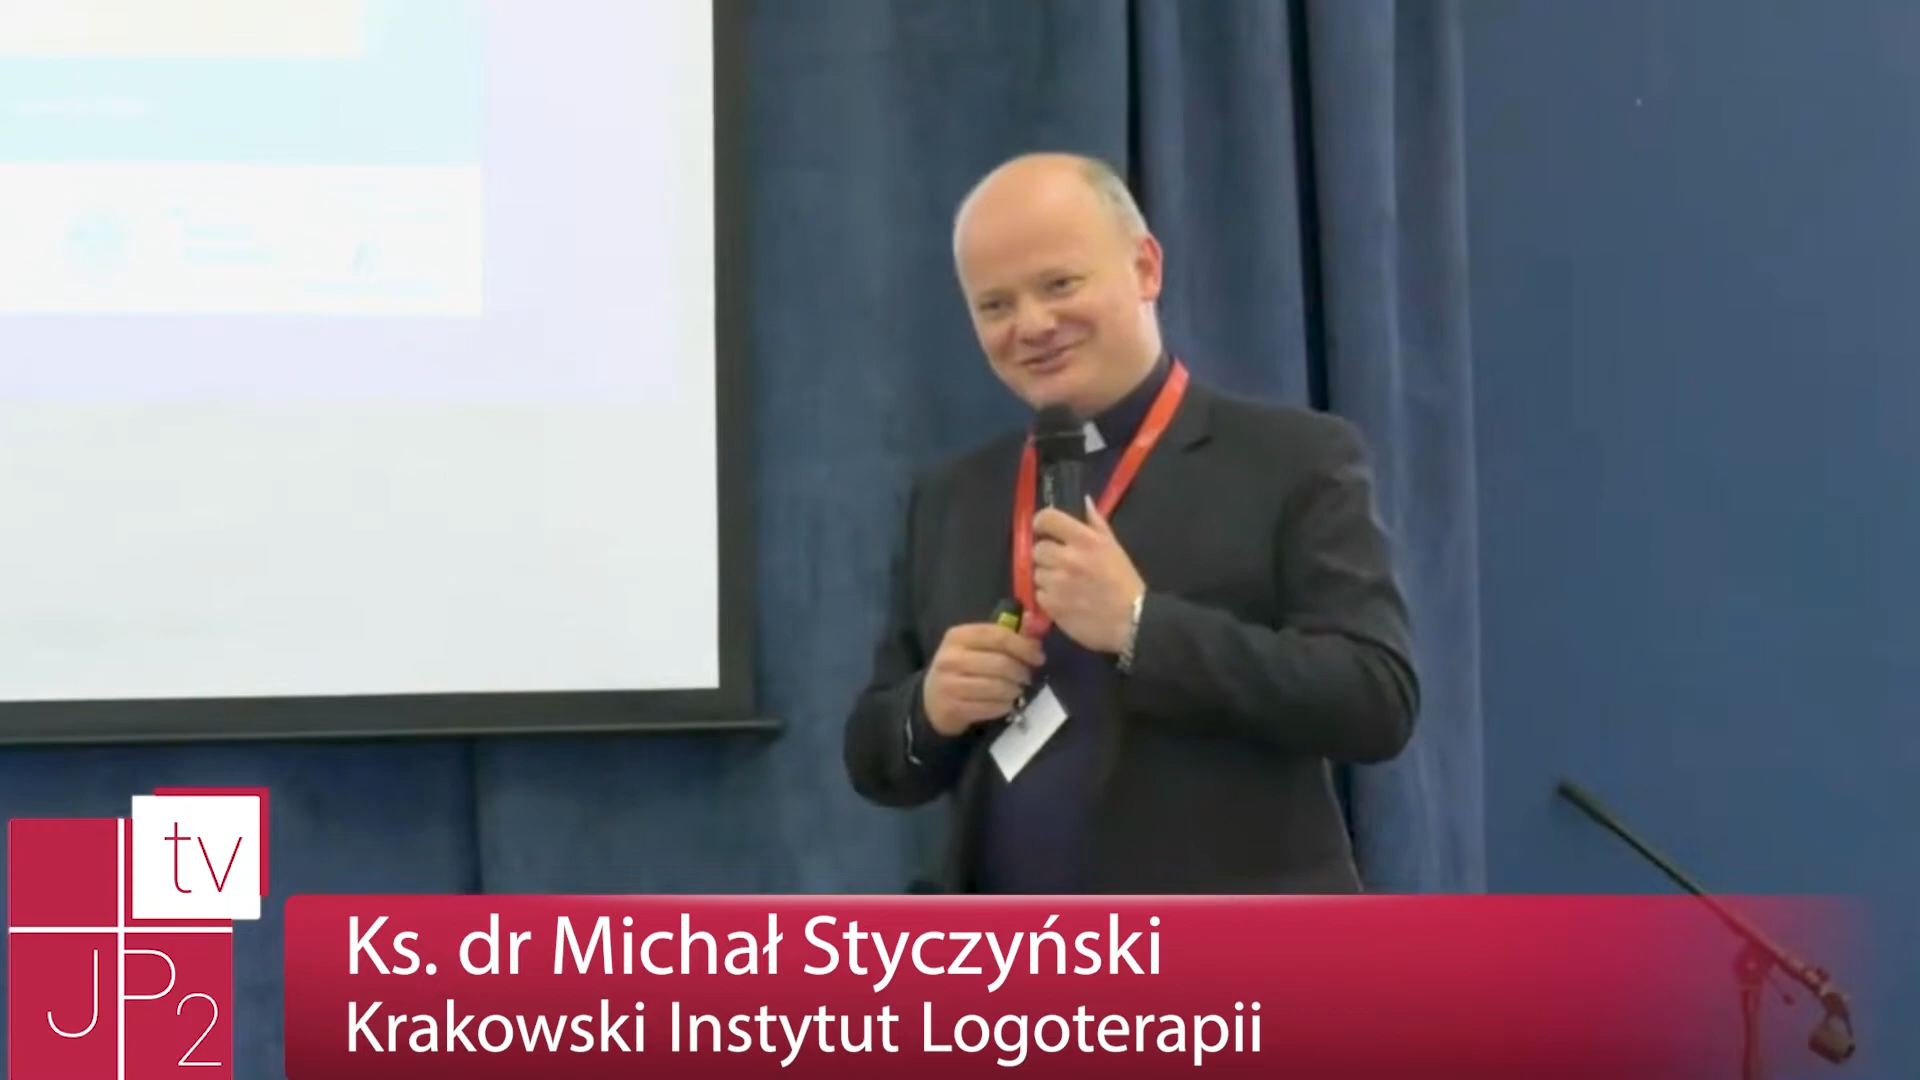 tv
JP2
Ks. dr Michał Styczyński
Krakowski Instytut Logoterapii